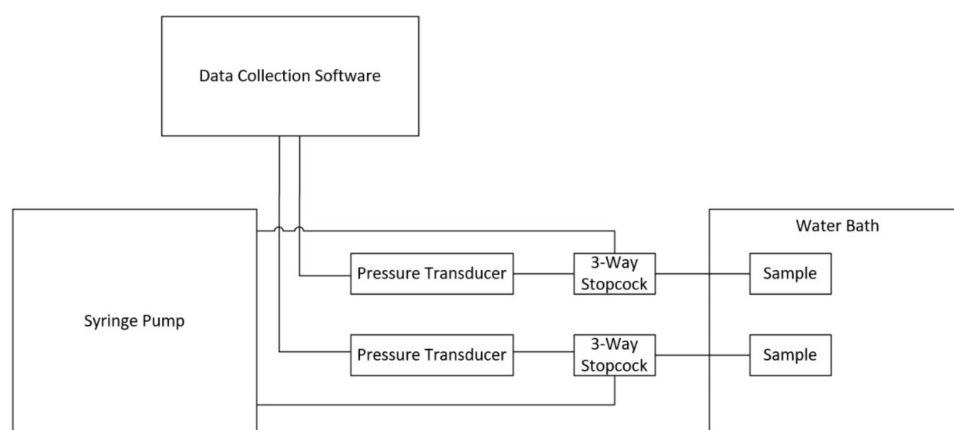 Data Collection Software
Water Bath
Pressure Transducer
3-Way
Stopcock
Sample
Syringe Pump
Pressure Transducer
3-Way
Stopcock
Sample